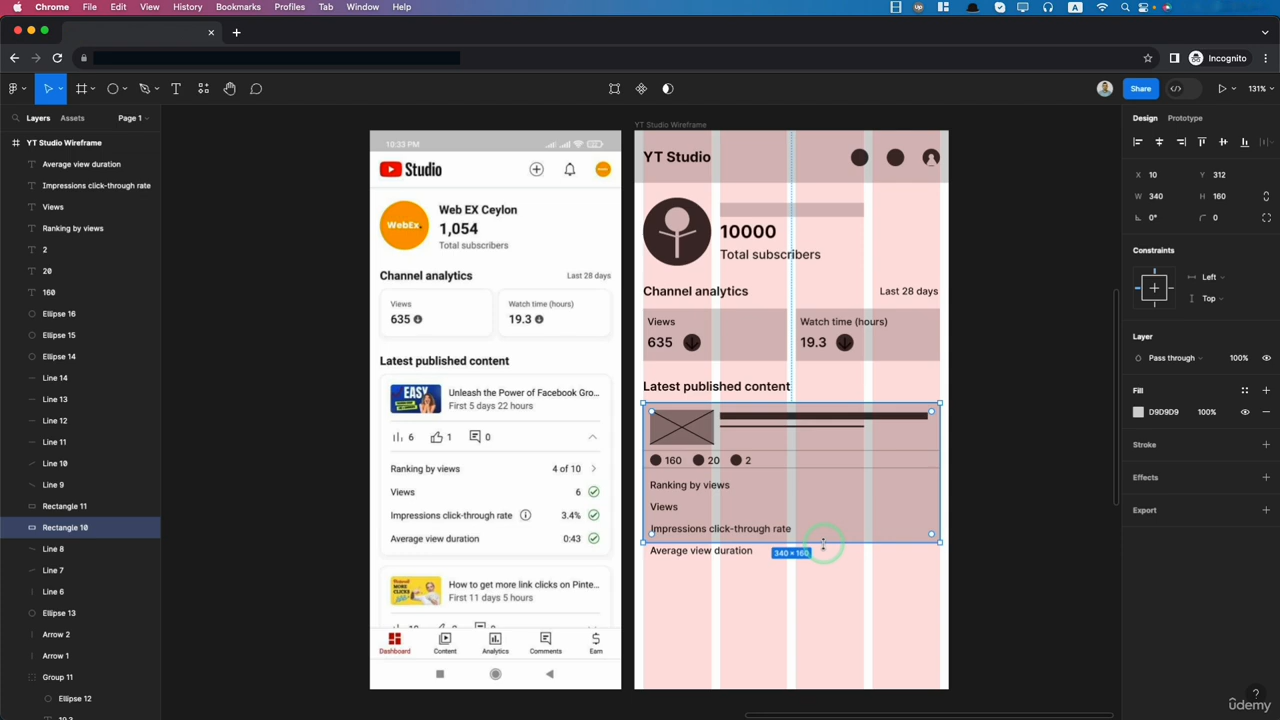 Chrome File Edit View History Bookmarks Profiles Tab Window Help
A
Incognito
Share
131%
Layers Assets Page 1
YT Studio Wireframe
Average view duration
Impressions click-through rate
Views
Ranking by views
2
20
160
Ellipse 16
Ellipse 15
Ellipse 14
Line 14
Line 13
Line 12
Line 11
Line 10
Line 9
Rectangle 11
Rectangle 10
Line 8
Line 7
Line 6
Ellipse 13
Arrow 2
Arrow 1
Group 11
Ellipse 12
19.3
10:33 PM
Studio
WebEx
Web EX Ceylon
1,054
Total subscribers
Channel analytics Last 28 days
Views
635
Watch time (hours)
19.3
Latest published content
EASY
Unleash the Power of Facebook Gro...
First 5 days 22 hours
6 1 0
Ranking by views 4 of 10
Views 6
Impressions click-through rate 3.4%
Average view duration 0:43
MORE
CLICKS
How to get more link clicks on Pinte...
First 11 days 5 hours
Dashboard Content Analytics Comments Earn
YT Studio Wireframe
YT Studio
10000
Total subscribers
Channel analytics Last 28 days
Views
635
Watch time (hours)
19.3
Latest published content
160 20 2
Ranking by views
Views
Impressions click-through rate
Average view duration
340 × 160
Design Prototype
X 10 Y 312
W 340 H 160
0° 0
Constraints
Left
Top
Layer
Pass through 100%
Fill
D9D9D9 100%
Stroke
Effects
Export
?
ûdemy